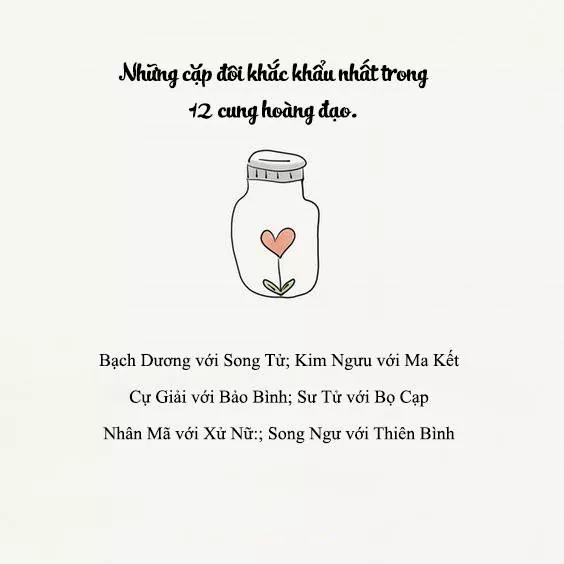 Những cặp đôi khắc khẩu nhất trong
12 cung hoàng đạo.
Bạch Dương với Song Tử; Kim Ngưu với Ma Kết
Cự Giải với Bảo Bình; Sư Tử với Bọ Cạp
Nhân Mã với Xử Nữ:; Song Ngư với Thiên Bình